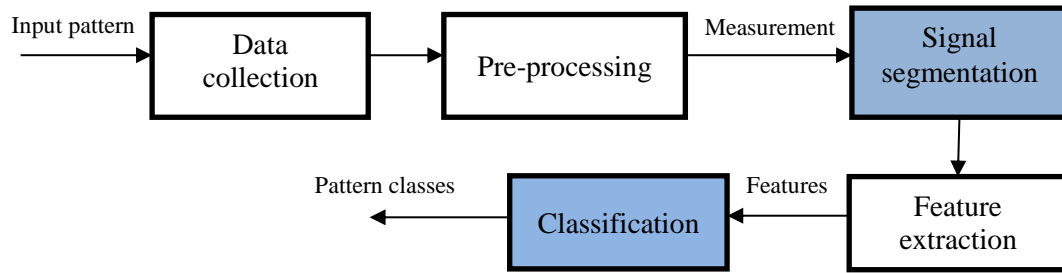 Input pattern
Data
collection
Pre-processing
Measurement
Signal
segmentation
Feature
extraction
Features
Classification
Pattern classes